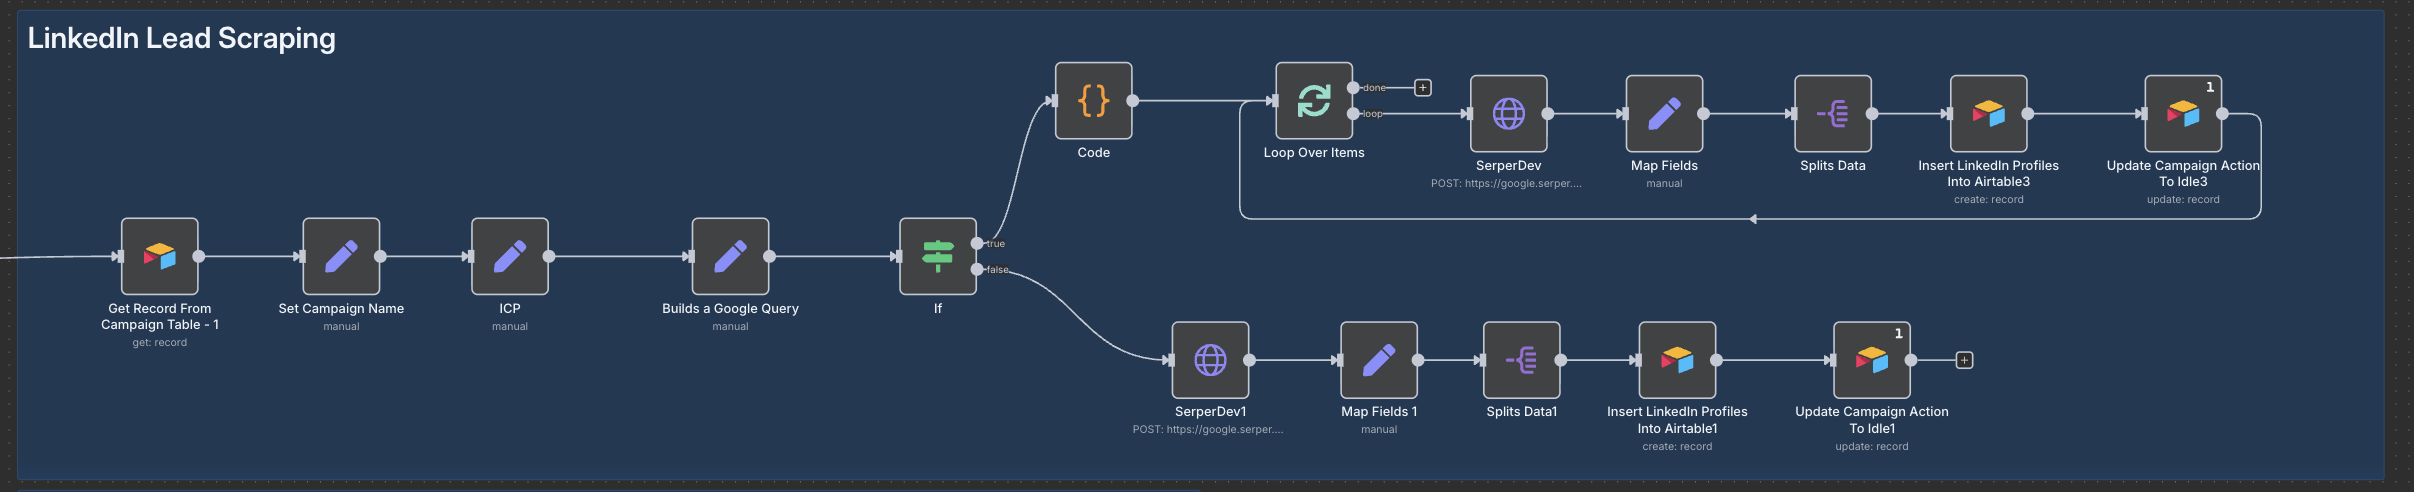 LinkedIn Lead Scraping
{}
Code
done
+
loop
Loop Over Items
SerperDev
POST: https://google.serper....
Map Fields
manual
Splits Data
Insert LinkedIn Profiles
Into Airtable3
create: record
1
Update Campaign Action
To Idle3
update: record
Get Record From
Campaign Table - 1
get: record
Set Campaign Name
manual
ICP
manual
Builds a Google Query
manual
true
false
If
SerperDev1
POST: https://google.serper....
Map Fields 1
manual
Splits Data1
Insert LinkedIn Profiles
Into Airtable1
create: record
1
Update Campaign Action
To Idle1
update: record
+